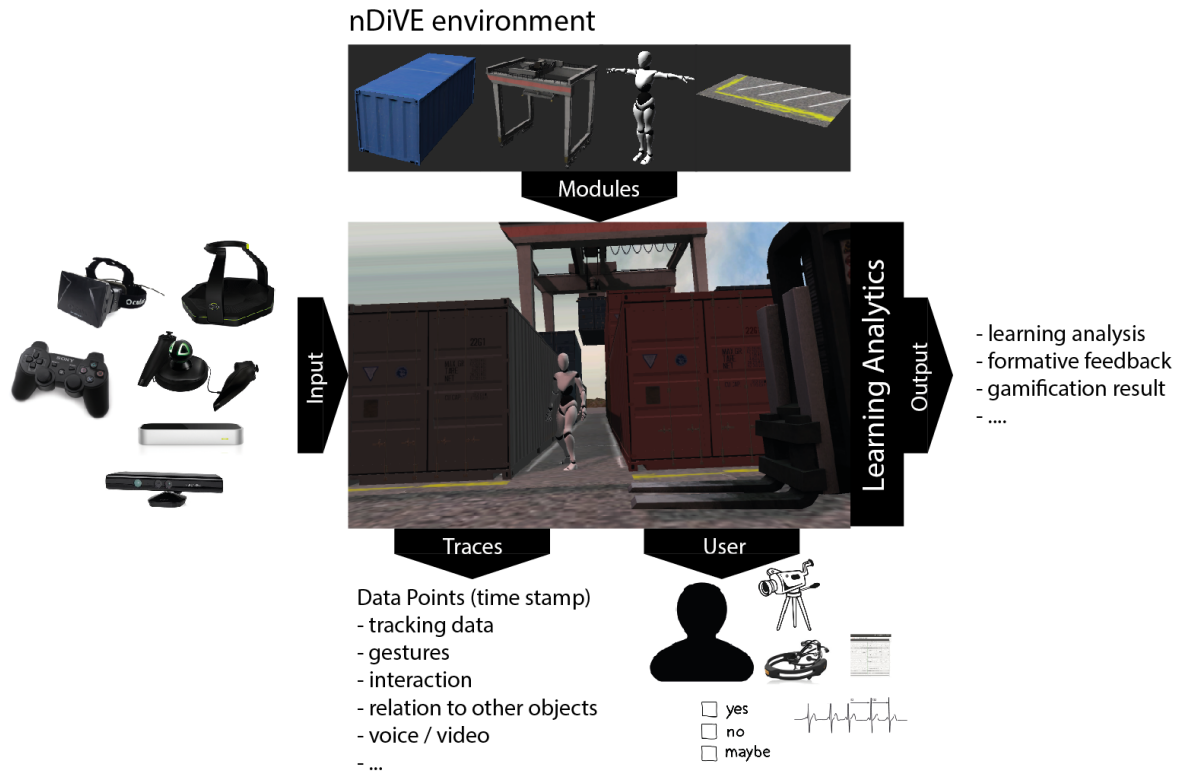 nDiVE environment
Modules
Input
Learning Analytics
Output
- learning analysis
- formative feedback
- gamification result
- ....
Traces
User
Data Points (time stamp)
- tracking data
- gestures
- interaction
- relation to other objects
- voice / video
- ...
yes
no
maybe
SONY